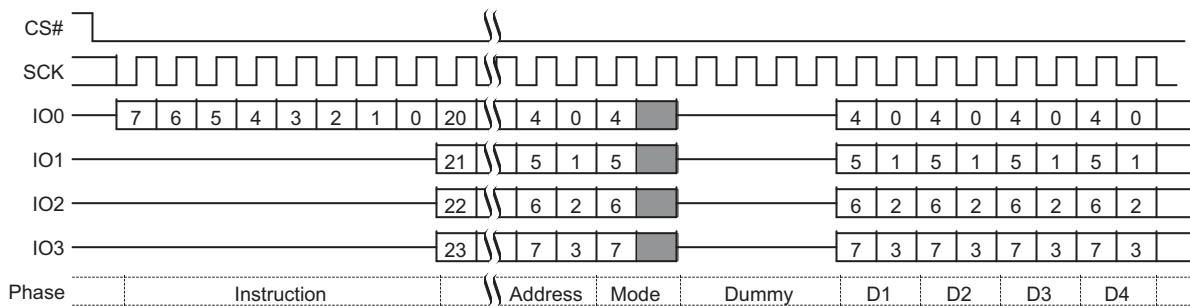 CS#
SCK
IO0 7 6 5 4 3 2 1 0 20 4 0 4 4 0 4 0 4 0 4 0
IO1 21 5 1 5 5 1 5 1 5 1 5 1
IO2 22 6 2 6 6 2 6 2 6 2 6 2
IO3 23 7 3 7 7 3 7 3 7 3 7 3
Phase Instruction Address Mode Dummy D1 D2 D3 D4